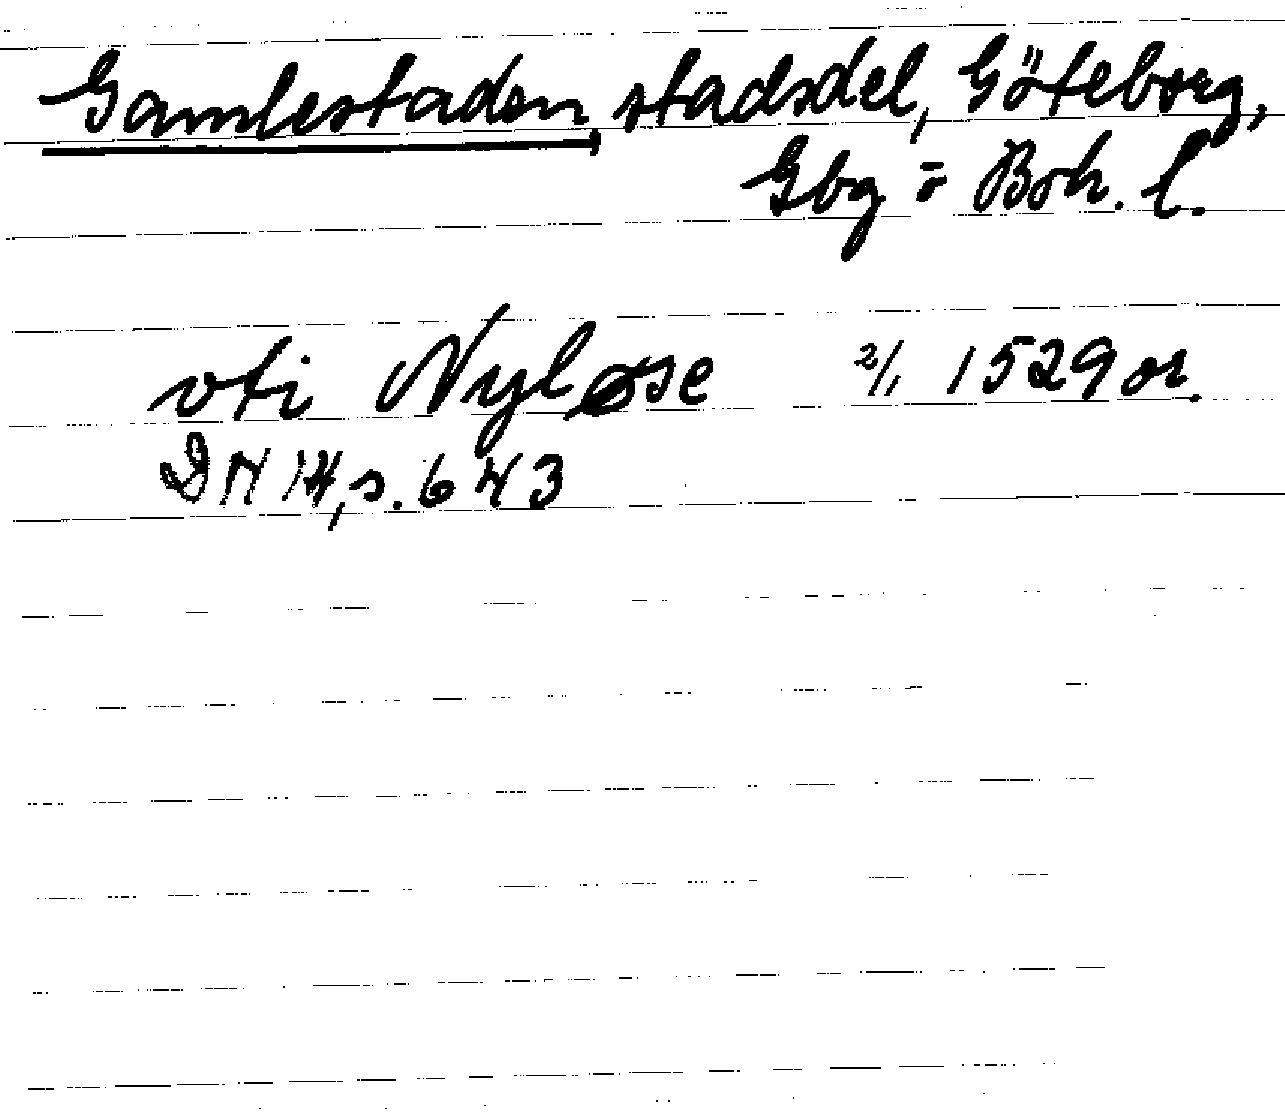 Gamlestaden, stadsdel, Göteborg,
Gbg o Boh. l.
vti Nyløse 2/1 1529 or.
DN 14, s. 643